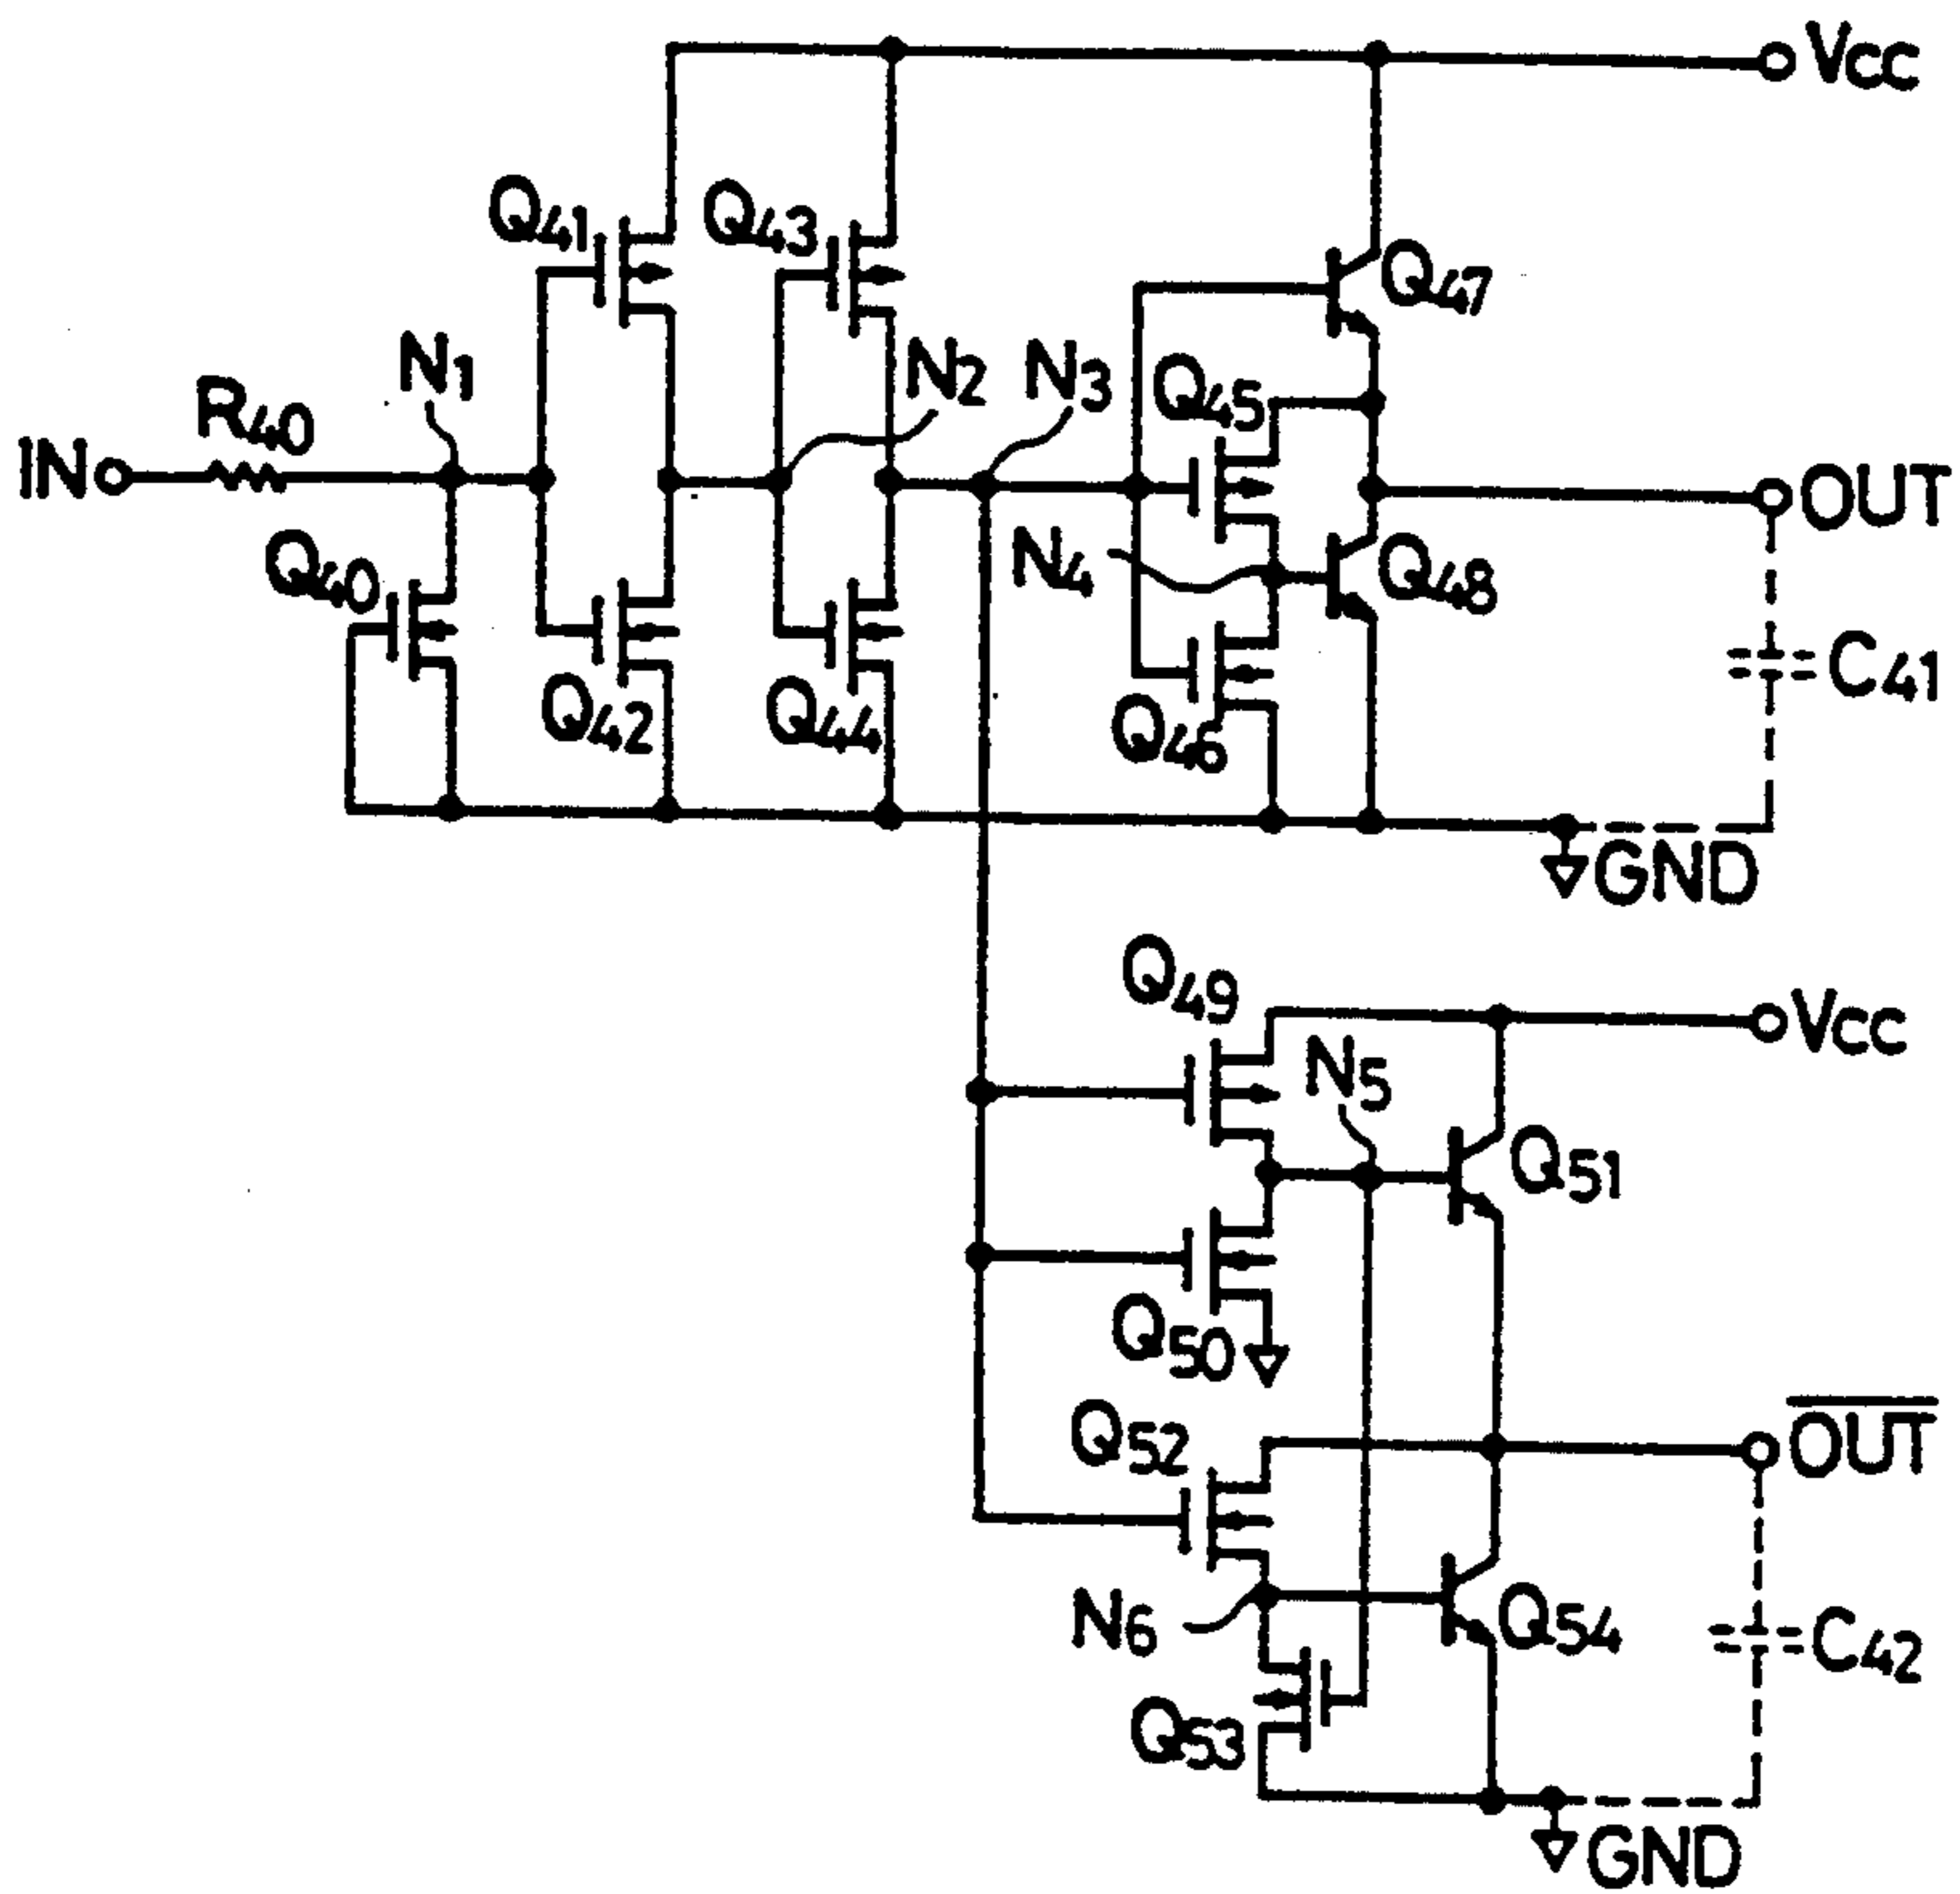 VCC
Q41
Q43
Q47
N1
N2
N3
Q45
R40
IN
OUT
Q40
N4
Q48
C41
Q42
Q44
Q46
GND
Q49
VCC
N5
Q51
Q50
Q52
OUT
N6
Q54
C42
Q53
GND